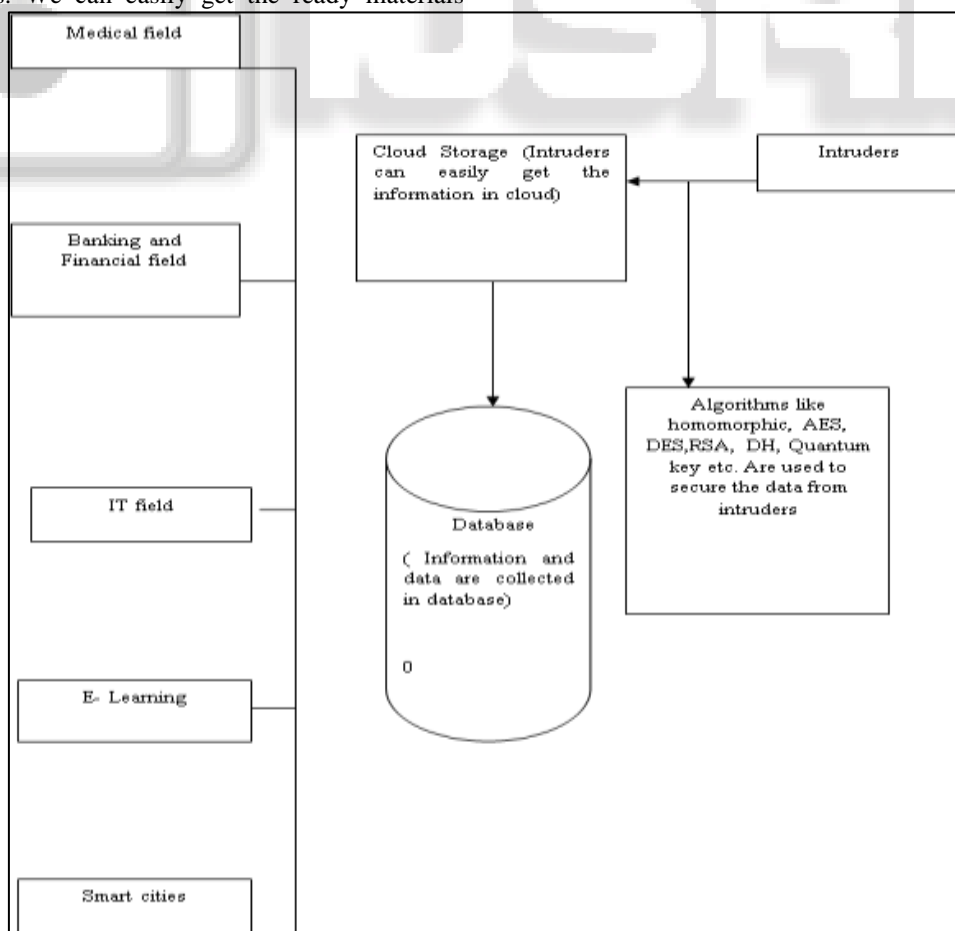 We can easily get the ready materials
Medical field
Cloud Storage (Intruders
can easily get the
information in cloud)
Intruders
Banking and
Financial field
Algorithms like
homomorphic, AES,
DES,RSA, DH, Quantum
key etc. Are used to
secure the data from
intruders
IT field
Database
( Information and
data are collected
in database)
0
E- Learning
Smart cities